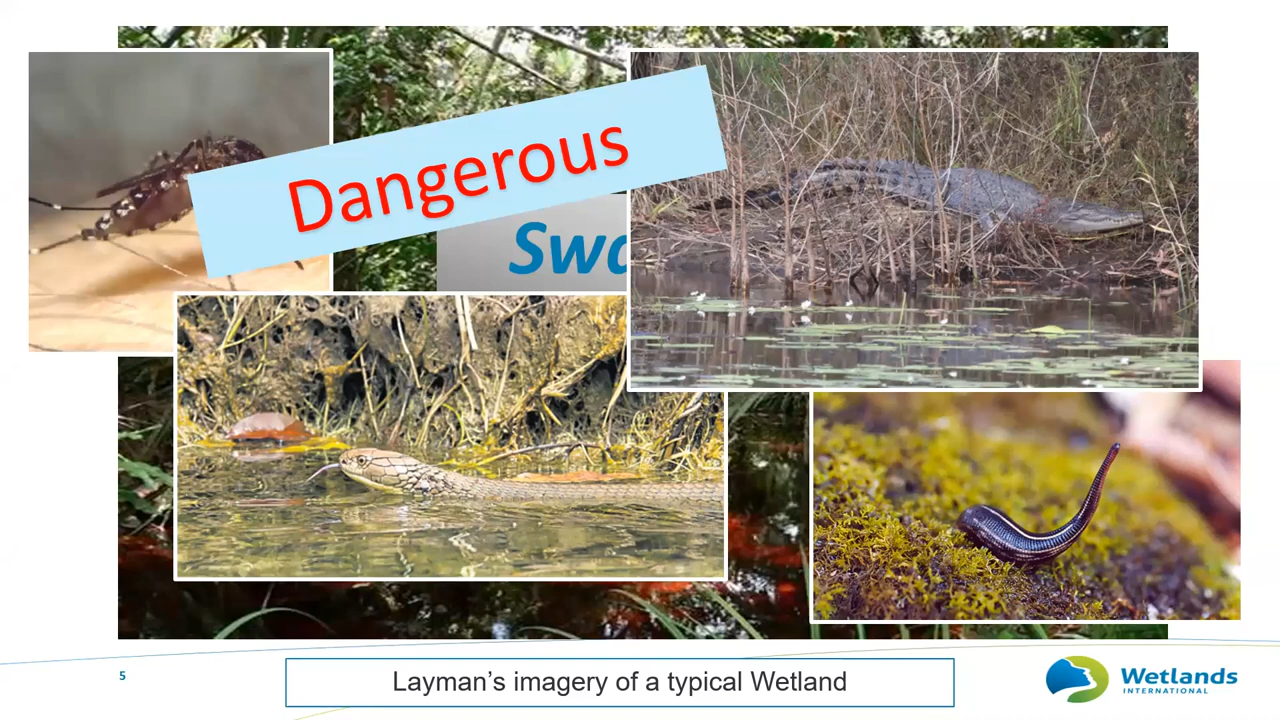 Dangerous
Swa
5
Layman's imagery of a typical Wetland
Wetlands
INTERNATIONAL